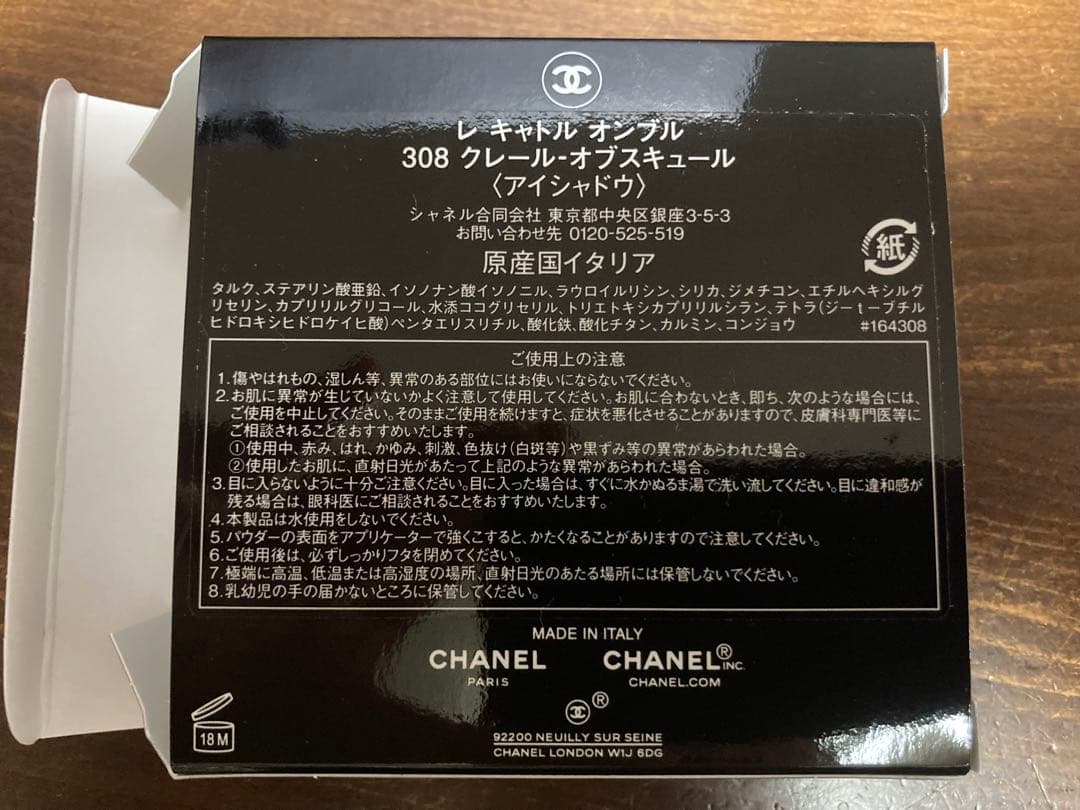 レ キャトル オンブル
308 クレール-オブスキュール
〈アイシャドウ〉
シャネル合同会社 東京都中央区銀座3-5-3
お問い合わせ先 0120-525-519
原産国イタリア
紙
タルク、ステアリン酸亜鉛、イソノナン酸イソノニル、ラウロイルリシン、シリカ、ジメチコン、エチルヘキシルグ
リセリン、カプリリルグリコール、水添ココグリセリル、トリエトキシカプリリルシラン、テトラ(ジーtーブチル
ヒドロキシヒドロケイヒ酸)ペンタエリスリチル、酸化鉄、酸化チタン、カルミン、コンジョウ #164308
ご使用上の注意
1.傷やはれもの、湿しん等、異常のある部位にはお使いにならないでください。
2.お肌に異常が生じていないかよく注意して使用してください。お肌に合わないとき、即ち、次のような場合には、
ご使用を中止してください。そのままご使用を続けますと、症状を悪化させることがありますので、皮膚科専門医等に
ご相談されることをおすすめいたします。
①使用中、赤み、はれ、かゆみ、刺激、色抜け(白斑等)や黒ずみ等の異常があらわれた場合。
②使用したお肌に、直射日光があたって上記のような異常があらわれた場合。
3.目に入らないように十分ご注意ください。目に入った場合は、すぐに水かぬるま湯で洗い流してください。目に違和感が
残る場合は、眼科医にご相談されることをおすすめいたします。
4.本製品は水使用をしないでください。
5.パウダーの表面をアプリケーターで強くこすると、かたくなることがありますので注意してください。
6.ご使用後は、必ずしっかりフタを閉めてください。
7.極端に高温、低温または高湿度の場所、直射日光のあたる場所には保管しないでください。
8.乳幼児の手の届かないところに保管してください。
MADE IN ITALY
CHANEL CHANEL® INC.
PARIS CHANEL.COM
®
18M
92200 NEUILLY SUR SEINE
CHANEL LONDON W1J 6DG